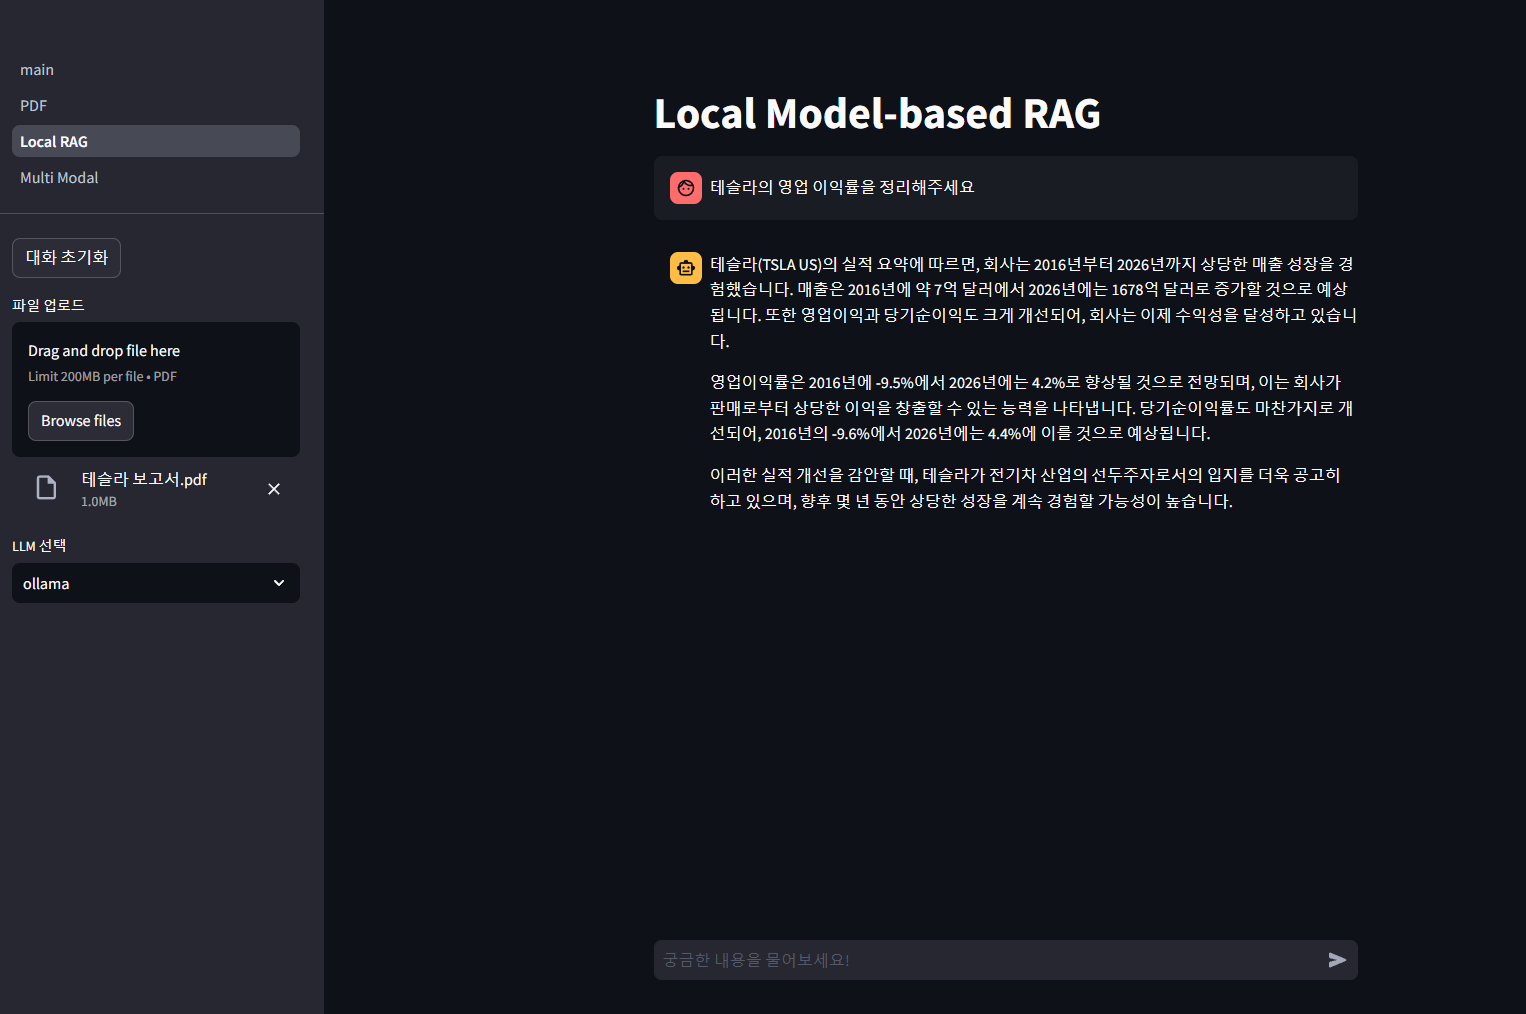 main
PDF
Local RAG
Multi Modal
대화 초기화
파일 업로드
Drag and drop file here
Limit 200MB per file • PDF
Browse files
테슬라 보고서.pdf
1.0MB
LLM 선택
ollama
Local Model-based RAG
테슬라의 영업 이익률을 정리해주세요
테슬라(TSLA US)의 실적 요약에 따르면, 회사는 2016년부터 2026년까지 상당한 매출 성장을 경
험했습니다. 매출은 2016년에 약 7억 달러에서 2026년에는 1678억 달러로 증가할 것으로 예상
됩니다. 또한 영업이익과 당기순이익도 크게 개선되어, 회사는 이제 수익성을 달성하고 있습니
다.
영업이익률은 2016년에 -9.5%에서 2026년에는 4.2%로 향상될 것으로 전망되며, 이는 회사가
판매로부터 상당한 이익을 창출할 수 있는 능력을 나타냅니다. 당기순이익률도 마찬가지로 개
선되어, 2016년의 -9.6%에서 2026년에는 4.4%에 이를 것으로 예상됩니다.
이러한 실적 개선을 감안할 때, 테슬라가 전기차 산업의 선두주자로서의 입지를 더욱 공고히
하고 있으며, 향후 몇 년 동안 상당한 성장을 계속 경험할 가능성이 높습니다.
궁금한 내용을 물어보세요!